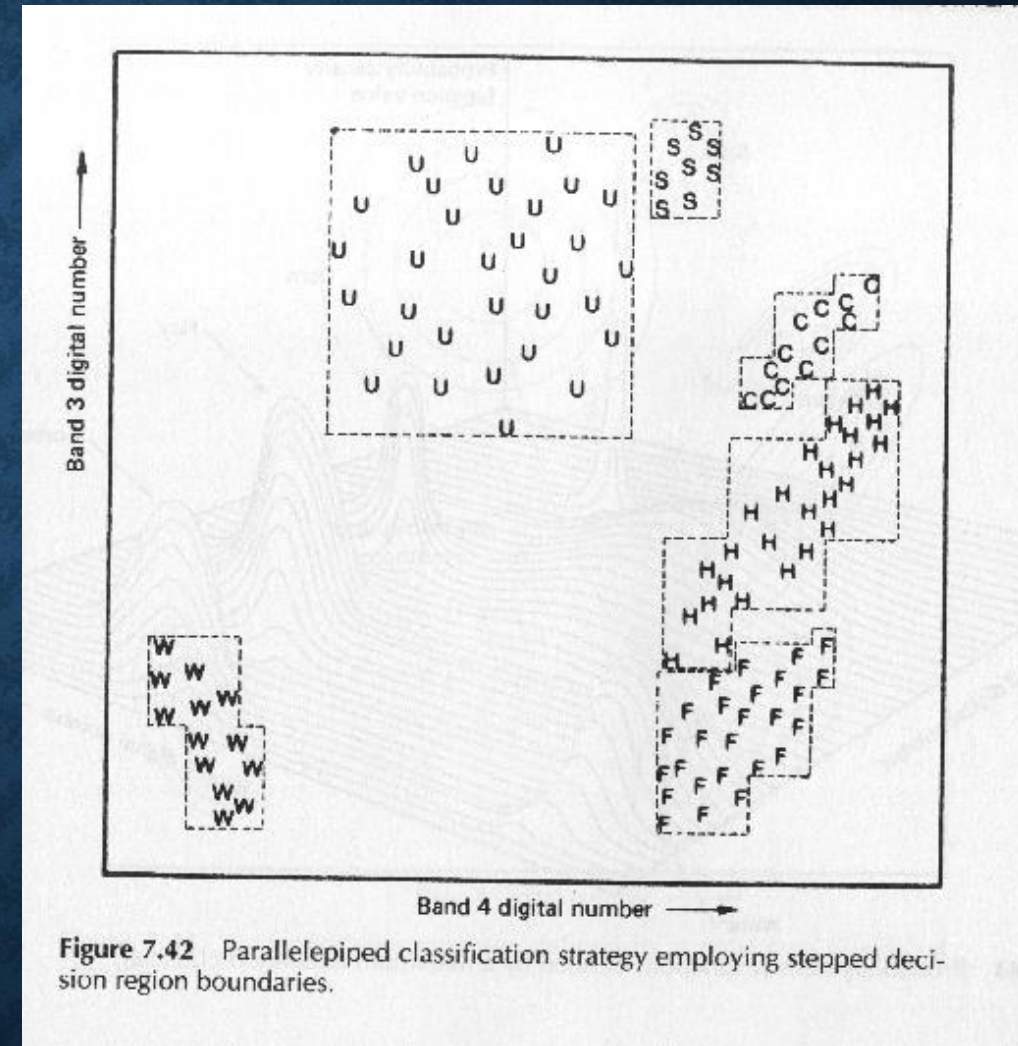 Band 3 digital number
U U U U U U U U U U U U U U U U U U U U U U U U U U U U U U U U
S S S S S S S S
C C C C C C C C C C C C
H H H H H H H H H H H H H H H H H H H H H H H H H H H
W W W W W W W W W W W W W
F F F F F F F F F F F F F F F F F F F F F F F F F F
Band 4 digital number
Figure 7.42 Parallelepiped classification strategy employing stepped deci-
sion region boundaries.